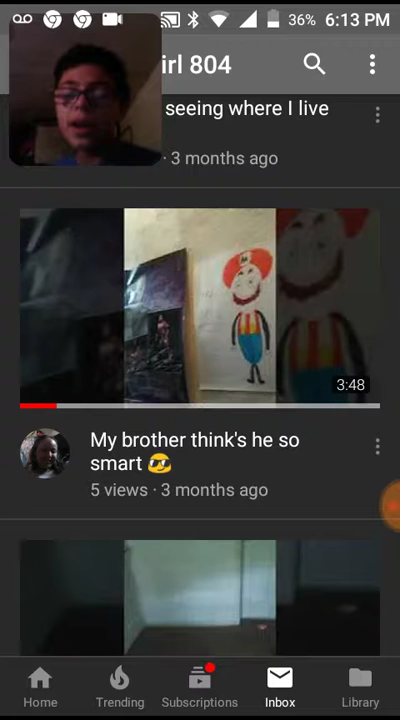 36% 6:13 PM
irl 804
seeing where I live
· 3 months ago
3:48
My brother think's he so
smart 😎
5 views · 3 months ago
Home Trending Subscriptions Inbox Library